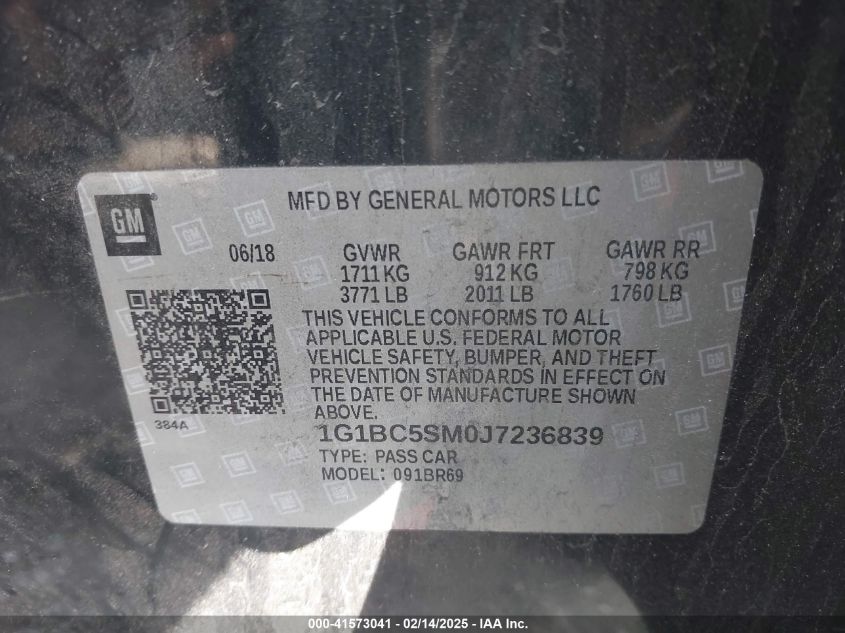 MFD BY GENERAL MOTORS LLC
GM
06/18 GVWR GAWR FRT GAWR RR
1711 KG 912 KG 798 KG
3771 LB 2011 LB 1760 LB
THIS VEHICLE CONFORMS TO ALL
APPLICABLE U.S. FEDERAL MOTOR
VEHICLE SAFETY, BUMPER, AND THEFT
PREVENTION STANDARDS IN EFFECT ON
THE DATE OF MANUFACTURE SHOWN
ABOVE.
384A
1G1BC5SM0J7236839
TYPE: PASS CAR
MODEL: 091BR69
000-41573041 - 02/14/2025 - IAA Inc.